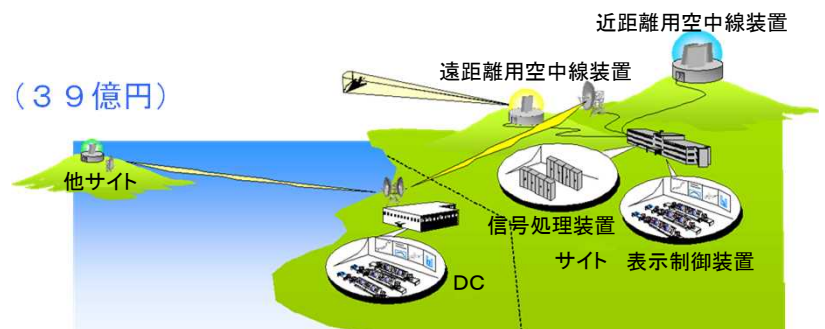 近距離用空中線装置
遠距離用空中線装置
（３９億円）
他サイト
信号処理装置
サイト
表示制御装置
DC